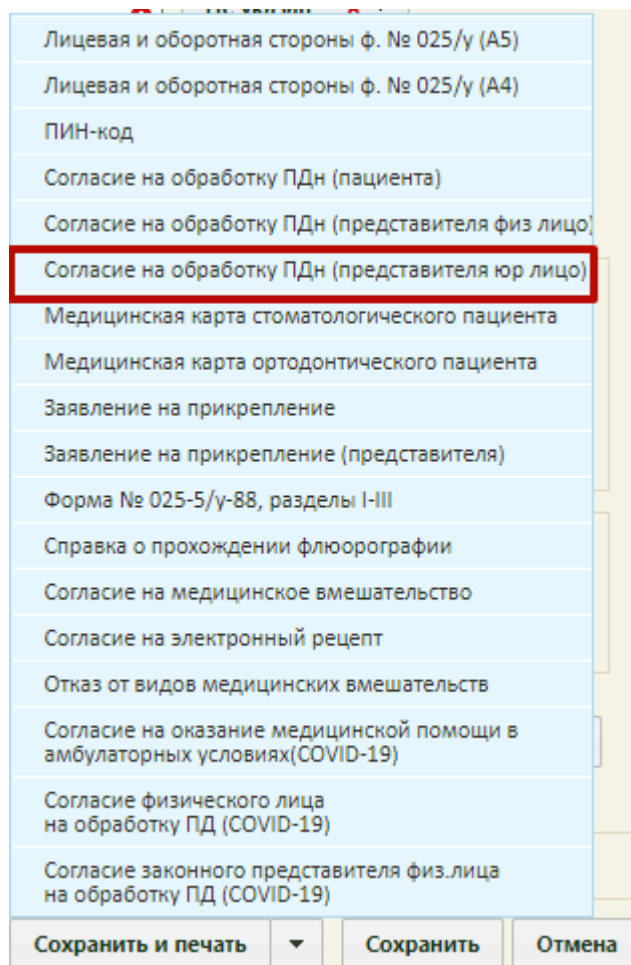 Лицевая и оборотная стороны ф. № 025/у (А5)
Лицевая и оборотная стороны ф. № 025/у (А4)
ПИН-код
Согласие на обработку ПДн (пациента)
Согласие на обработку ПДн (представителя физ лицо)
Согласие на обработку ПДн (представителя юр лицо)
Медицинская карта стоматологического пациента
Медицинская карта ортодонтического пациента
Заявление на прикрепление
Заявление на прикрепление (представителя)
Форма № 025-5/у-88, разделы I-III
Справка о прохождении флюорографии
Согласие на медицинское вмешательство
Согласие на электронный рецепт
Отказ от видов медицинских вмешательств
Согласие на оказание медицинской помощи в
амбулаторных условиях(COVID-19)
Согласие физического лица
на обработку ПД (COVID-19)
Согласие законного представителя физ.лица
на обработку ПД (COVID-19)
Сохранить и печать Сохранить Отмена